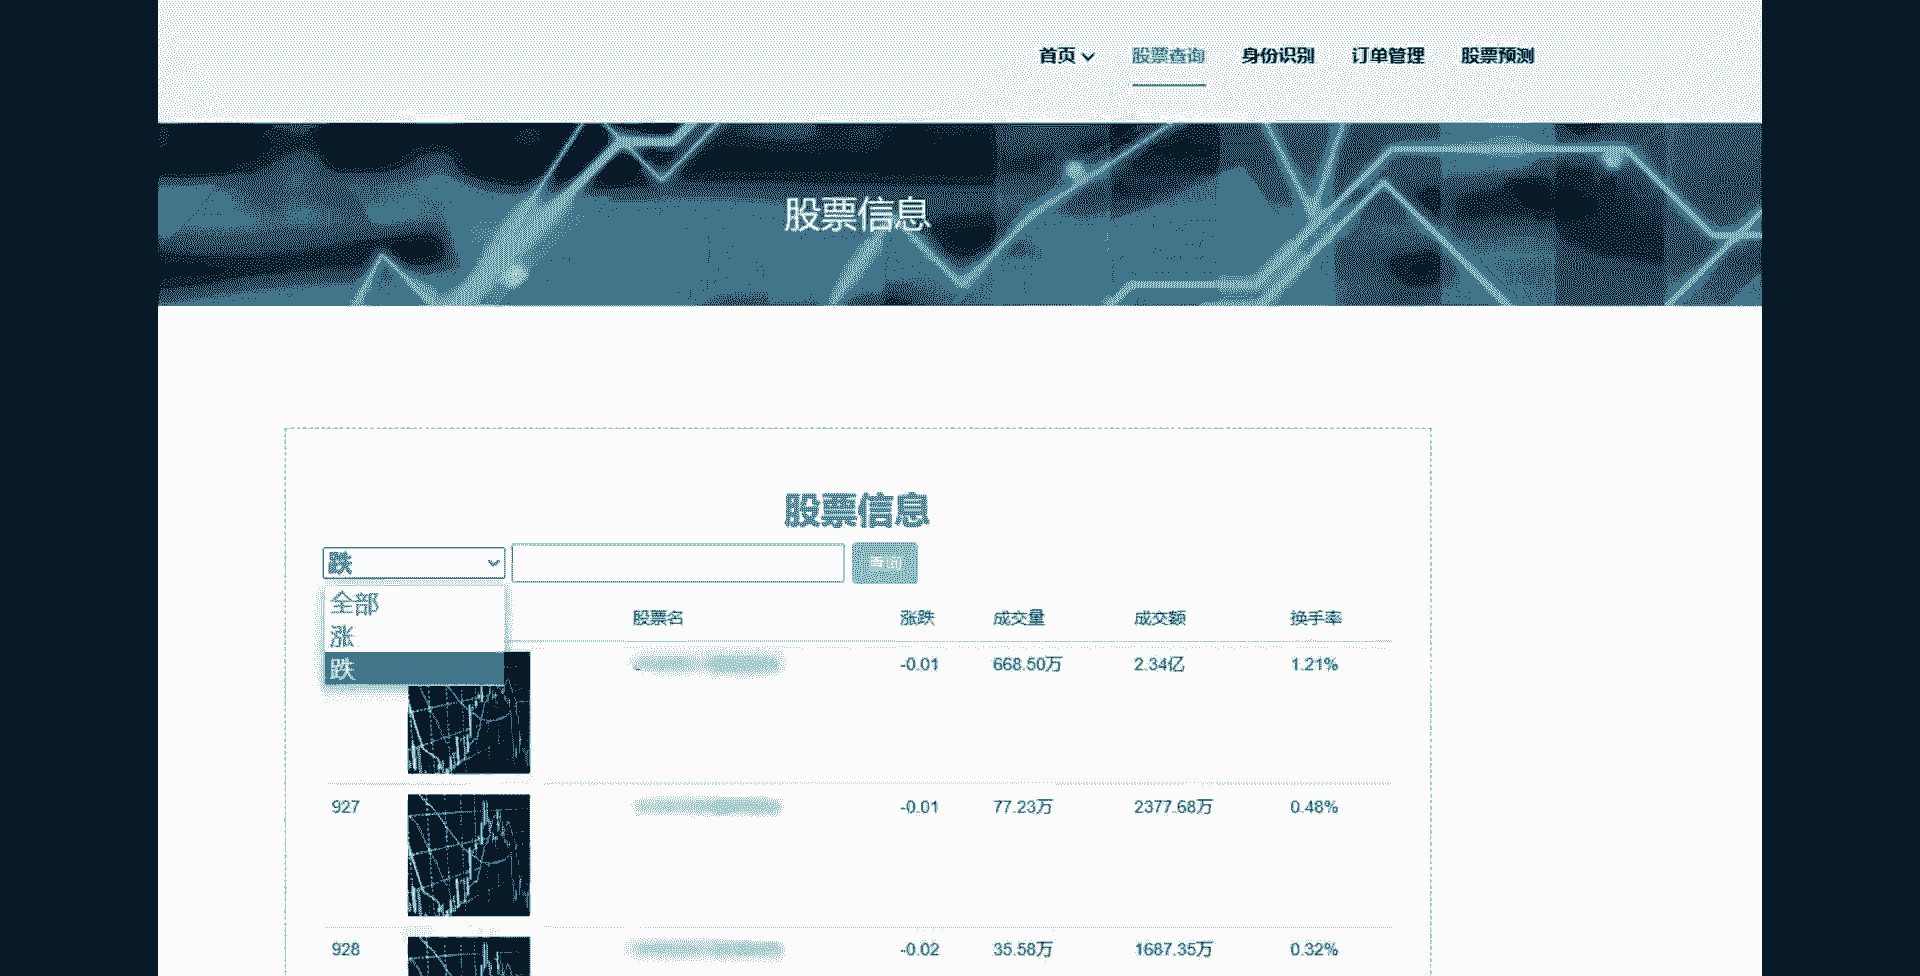 首页 股票查询 身份识别 订单管理 股票预测
股票信息
股票信息
跌 查询
全部
涨
跌
股票名 涨跌 成交量 成交额 换手率
-0.01 668.50万 2.34亿 1.21%
927 -0.01 77.23万 2377.68万 0.48%
928 -0.02 35.58万 1687.35万 0.32%